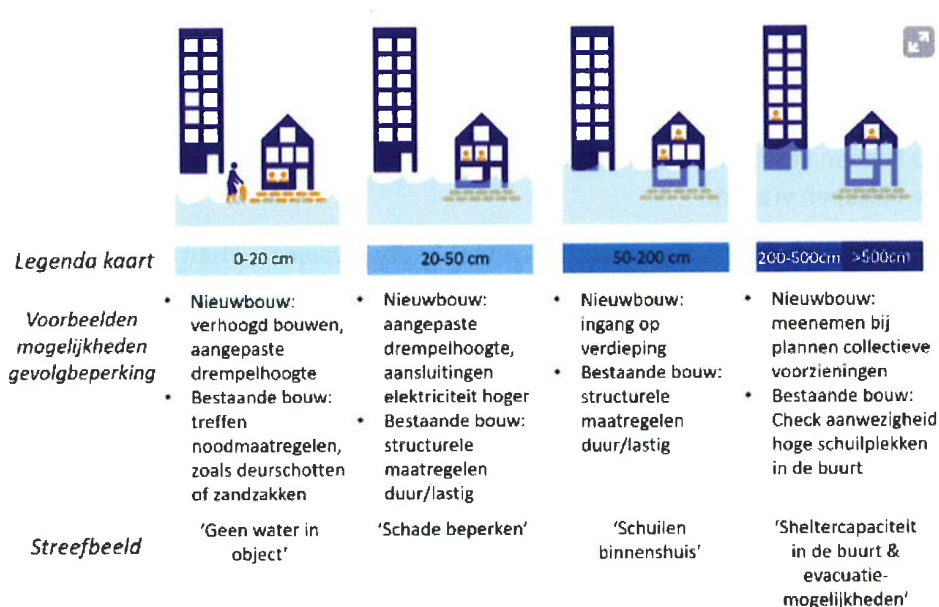 Legenda kaart
0-20 cm
20-50 cm
50-200 cm
200-500cm >500cm
Voorbeelden
mogelijkheden
gevolgbeperking
• Nieuwbouw:
verhoogd bouwen,
aangepaste
drempelhoogte
• Bestaande bouw:
treffen
noodmaatregelen,
zoals deurschotten
of zandzakken
• Nieuwbouw:
aangepaste
drempelhoogte,
aansluitingen
elektriciteit hoger
• Bestaande bouw:
structurele
maatregelen
duur/lastig
• Nieuwbouw:
ingang op
verdieping
• Bestaande bouw:
structurele
maatregelen
duur/lastig
• Nieuwbouw:
meenemen bij
plannen collectieve
voorzieningen
• Bestaande bouw:
Check aanwezigheid
hoge schuilplekken
in de buurt
Streefbeeld
'Geen water in
object'
'Schade beperken'
'Schuilen
binnenshuis'
'Sheltercapaciteit
in de buurt &
evacuatie-
mogelijkheden'